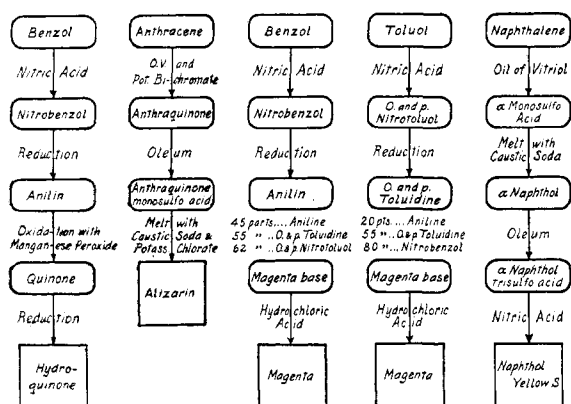 Benzol
Nitric Acid
Nitrobenzol
Reduction
Anilin
Oxida-tion with
Manganese Peroxide
Quinone
Reduction
Hydro-
quinone
Anthracene
O.V. and
Pot. Bi-chromate
Anthraquinone
Oleum
Anthraquinone
monosulfo acid
Melt with
Caustic Soda &
Potass Chlorate
Alizarin
Benzol
Nitric Acid
Nitrobenzol
Reduction
Anilin
45 parts.... Aniline
55 " .. O.& p. Toluidine
62 " .. O.& p. Nitrotoluol
Magenta base
Hydrochloric
Acid
Magenta
Toluol
Nitric Acid
O. and p.
Nitrotoluol
Reduction
O. and p.
Toluidine
20 pts.... Aniline
55 " .. O.& p. Toluidine
80 " .. Nitrobenzol
Magenta base
Hydrochloric
Acid
Magenta
Naphthalene
Oil of Vitriol
α Monosulfo
Acid
Melt with
Caustic Soda
α Naphthol
Oleum
α Naphthol
trisulfo acid
Nitric Acid
Naphthol
Yellow S